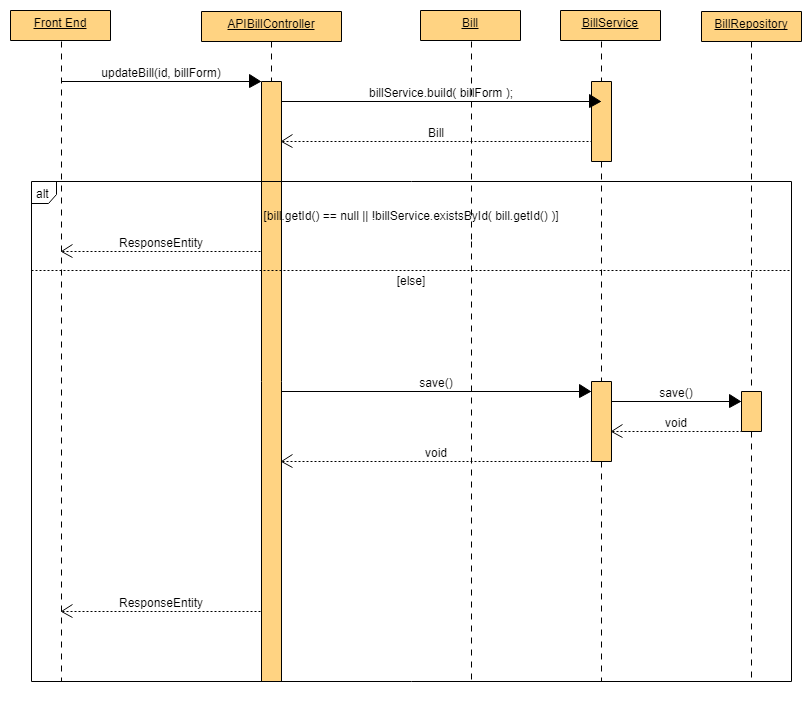 Front End
APIBillController
Bill
BillService
BillRepository
updateBill(id, billForm)
billService.build( billForm );
Bill
alt
[bill.getId() == null || !billService.existsById( bill.getId() )]
ResponseEntity
[else]
save()
save()
void
void
ResponseEntity